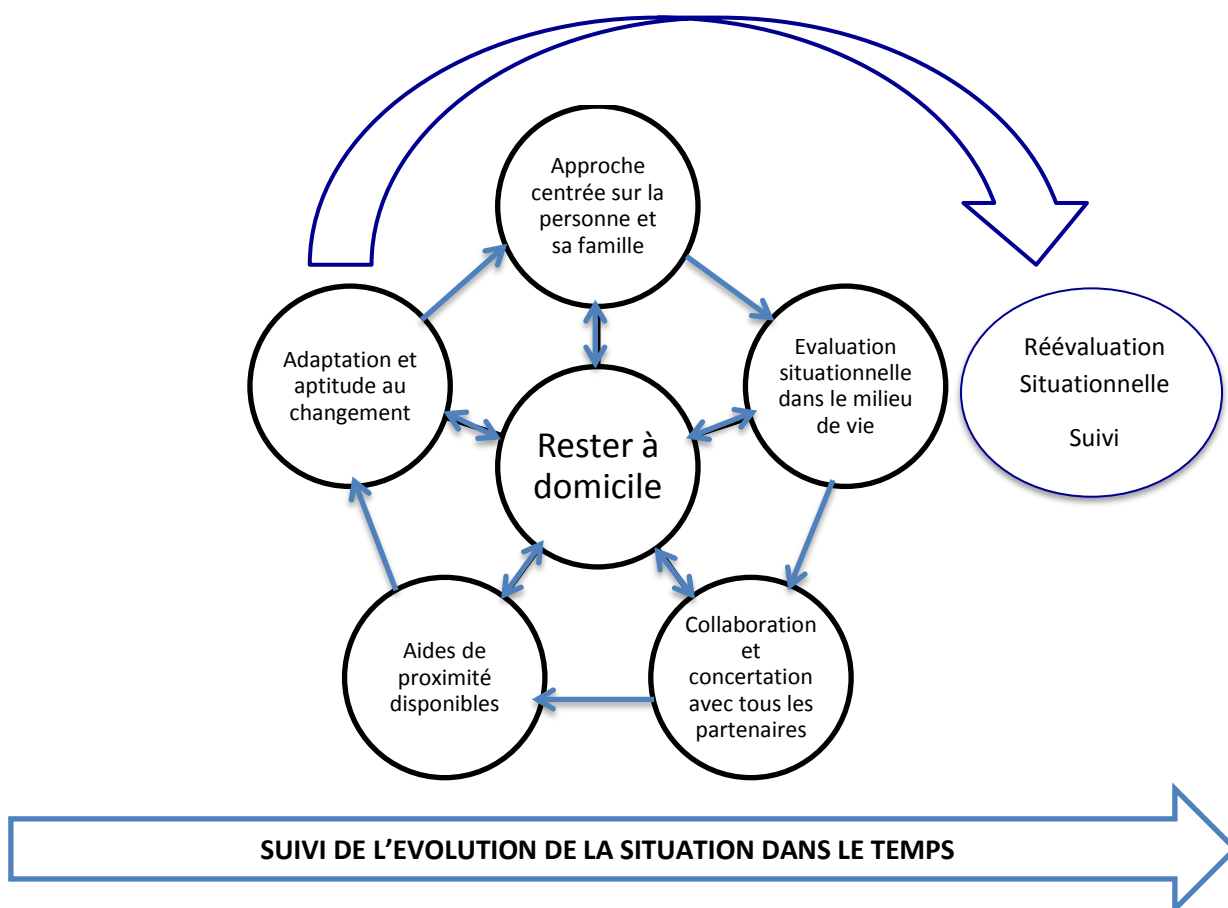 Approche
centrée sur la
personne et
sa famille
Adaptation et
aptitude au
changement
Evaluation
situationnelle
dans le milieu
de vie
Réévaluation
Situationnelle
Suivi
Rester à
domicile
Aides de
proximité
disponibles
Collaboration
et
concertation
avec tous les
partenaires
SUIVI DE L’EVOLUTION DE LA SITUATION DANS LE TEMPS